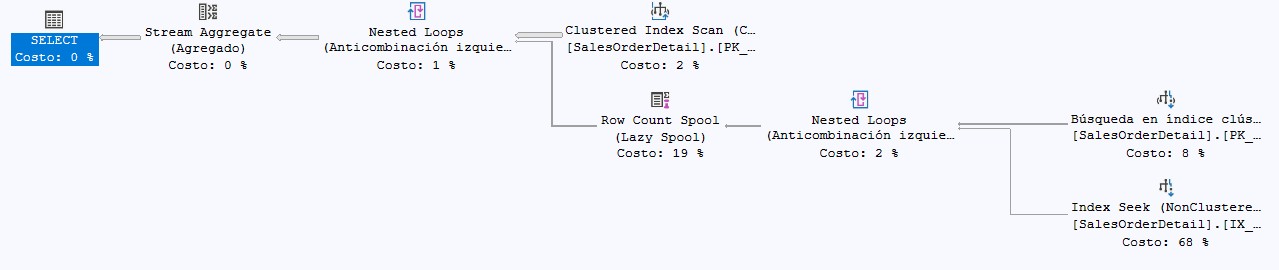 SELECT
Costo: 0 %
Stream Aggregate
(Agregado)
Costo: 0 %
Nested Loops
(Anticombinación izquie…
Costo: 1 %
Clustered Index Scan (C…
[SalesOrderDetail].[PK_…
Costo: 2 %
Row Count Spool
(Lazy Spool)
Costo: 19 %
Nested Loops
(Anticombinación izquie…
Costo: 2 %
Búsqueda en índice clús…
[SalesOrderDetail].[PK_…
Costo: 8 %
Index Seek (NonClustere…
[SalesOrderDetail].[IX_…
Costo: 68 %